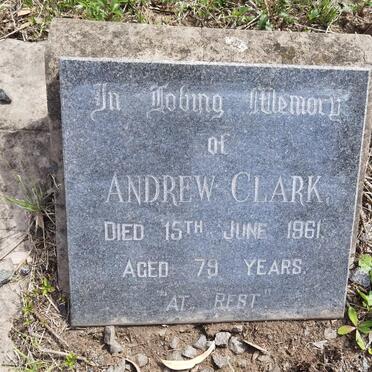 In Loving Memory
of
ANDREW CLARK.
DIED 15TH JUNE 1961.
AGED 79 YEARS.
"AT REST"